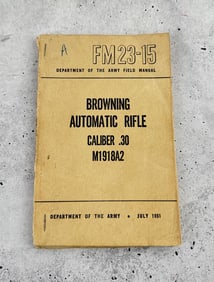 A
FM 23-15
DEPARTMENT OF THE ARMY FIELD MANUAL
BROWNING
AUTOMATIC RIFLE
CALIBER .30
M1918A2
DEPARTMENT OF THE ARMY • JULY 1951